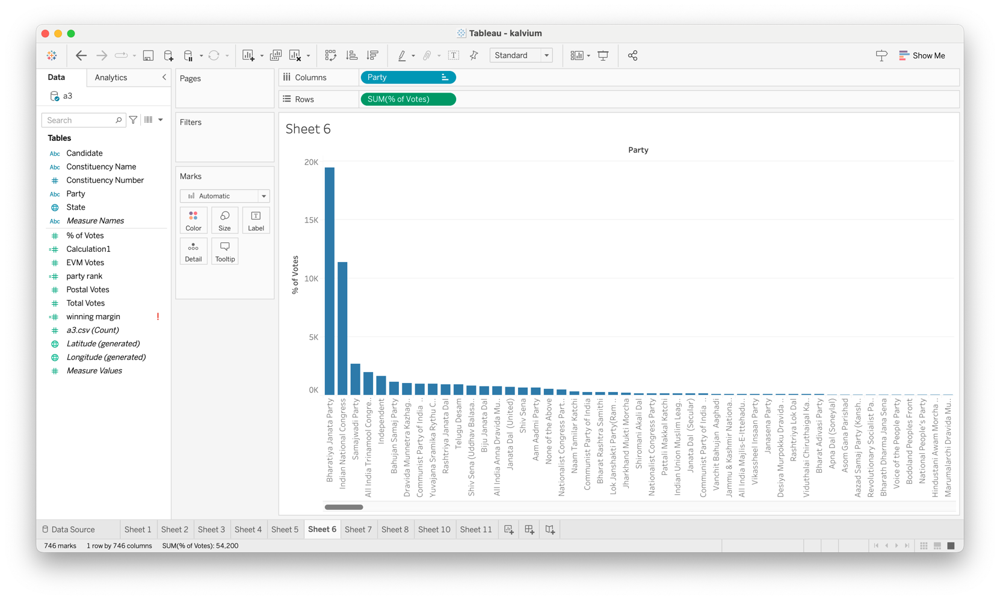 Tableau - kalvium
Standard
Show Me
Data
Analytics
a3
Search
Tables
Abc Candidate
Abc Constituency Name
# Constituency Number
Abc Party
State
Abc Measure Names
# % of Votes
=# Calculation1
# EVM Votes
=# party rank
# Postal Votes
# Total Votes
=# winning margin !
# a3.csv (Count)
Latitude (generated)
Longitude (generated)
# Measure Values
Pages
Filters
Marks
Automatic
Color
Size
Label
Detail
Tooltip
Columns
Party
Rows
SUM(% of Votes)
Sheet 6
Party
% of Votes
20K
15K
10K
5K
0K
Bharatiya Janata Party
Indian National Congress
Samajwadi Party
All India Trinamool Congre..
Independent
Bahujan Samaj Party
Dravida Munnetra Kazhag..
Communist Party of India ..
Yuvajana Sramika Rythu C..
Rashtriya Janata Dal
Telugu Desam
Shiv Sena (Uddhav Balasa..
Biju Janata Dal
All India Anna Dravida Mu..
Janata Dal (United)
Shiv Sena
Aam Aadmi Party
None of the Above
Nationalist Congress Part..
Naam Tamilar Katchi
Communist Party of India
Bharat Rashtra Samithi
Lok Janshakti Party(Ram ..
Jharkhand Mukti Morcha
Shiromani Akali Dal
Nationalist Congress Party
Pattali Makkal Katchi
Indian Union Muslim Leag..
Janata Dal (Secular)
Communist Party of India ..
Vanchit Bahujan Aaghadi
Jammu & Kashmir Nationa..
All India Majlis-E-Ittehadu..
Vikassheel Insaan Party
Janasena Party
Desiya Murpokku Dravida ..
Rashtriya Lok Dal
Viduthalai Chiruthaigal Ka..
Bharat Adivasi Party
Apna Dal (Soneylal)
Asom Gana Parishad
Aazad Samaj Party (Kansh..
Revolutionary Socialist Pa..
Bharath Dharma Jana Sena
Voice of the People Party
Bodoland Peoples Front
National People's Party
Hindustani Awam Morcha ..
Marumalarchi Dravida Mu..
Data Source
Sheet 1
Sheet 2
Sheet 3
Sheet 4
Sheet 5
Sheet 6
Sheet 7
Sheet 8
Sheet 10
Sheet 11
746 marks
1 row by 746 columns
SUM(% of Votes): 54,200